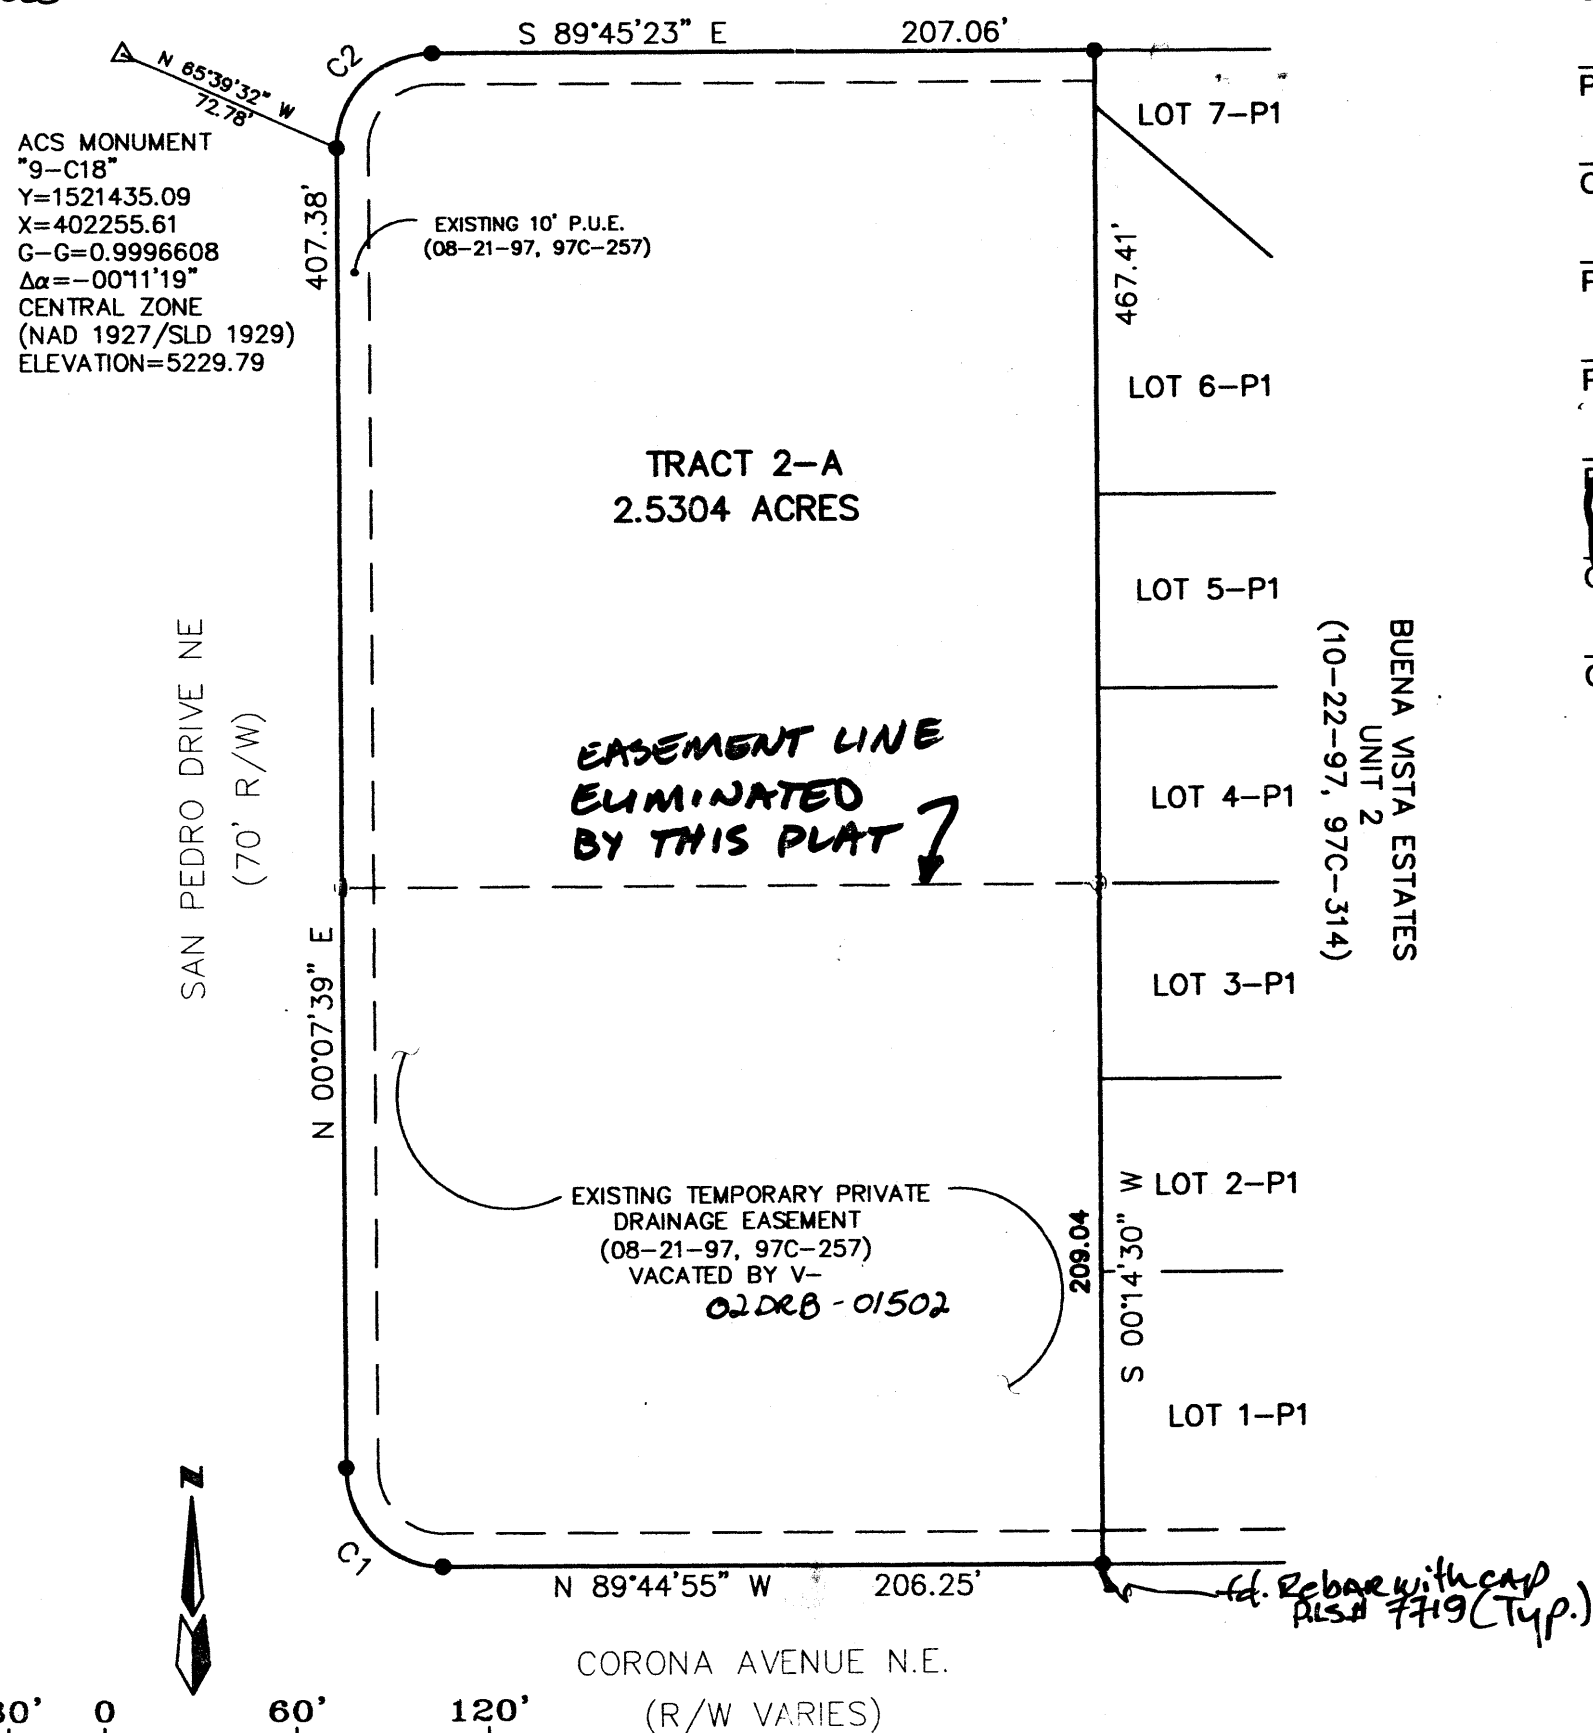 S 89°45'23" E 207.06'
C2
N 65°39'32" W
72.78'
ACS MONUMENT
"9-C18"
Y=1521435.09
X=402255.61
G-G=0.9996608
Δα=-00°11'19"
CENTRAL ZONE
(NAD 1927/SLD 1929)
ELEVATION=5229.79
407.38'
EXISTING 10' P.U.E.
(08-21-97, 97C-257)
467.41'
LOT 7-P1
LOT 6-P1
TRACT 2-A
2.5304 ACRES
LOT 5-P1
SAN PEDRO DRIVE NE
(70' R/W)
EASEMENT LINE
ELIMINATED
BY THIS PLAT
LOT 4-P1
BUENA VISTA ESTATES
UNIT 2
(10-22-97, 97C-314)
LOT 3-P1
N 00°07'39" E
EXISTING TEMPORARY PRIVATE
DRAINAGE EASEMENT
(08-21-97, 97C-257)
VACATED BY V-
02DRB-01502
209.04
S 00°14'30" W
LOT 2-P1
LOT 1-P1
N
C1
N 89°44'55" W 206.25'
fd. Rebar with cap
P.L.S.# 7719 (Typ.)
CORONA AVENUE N.E.
(R/W VARIES)
0 60' 120'